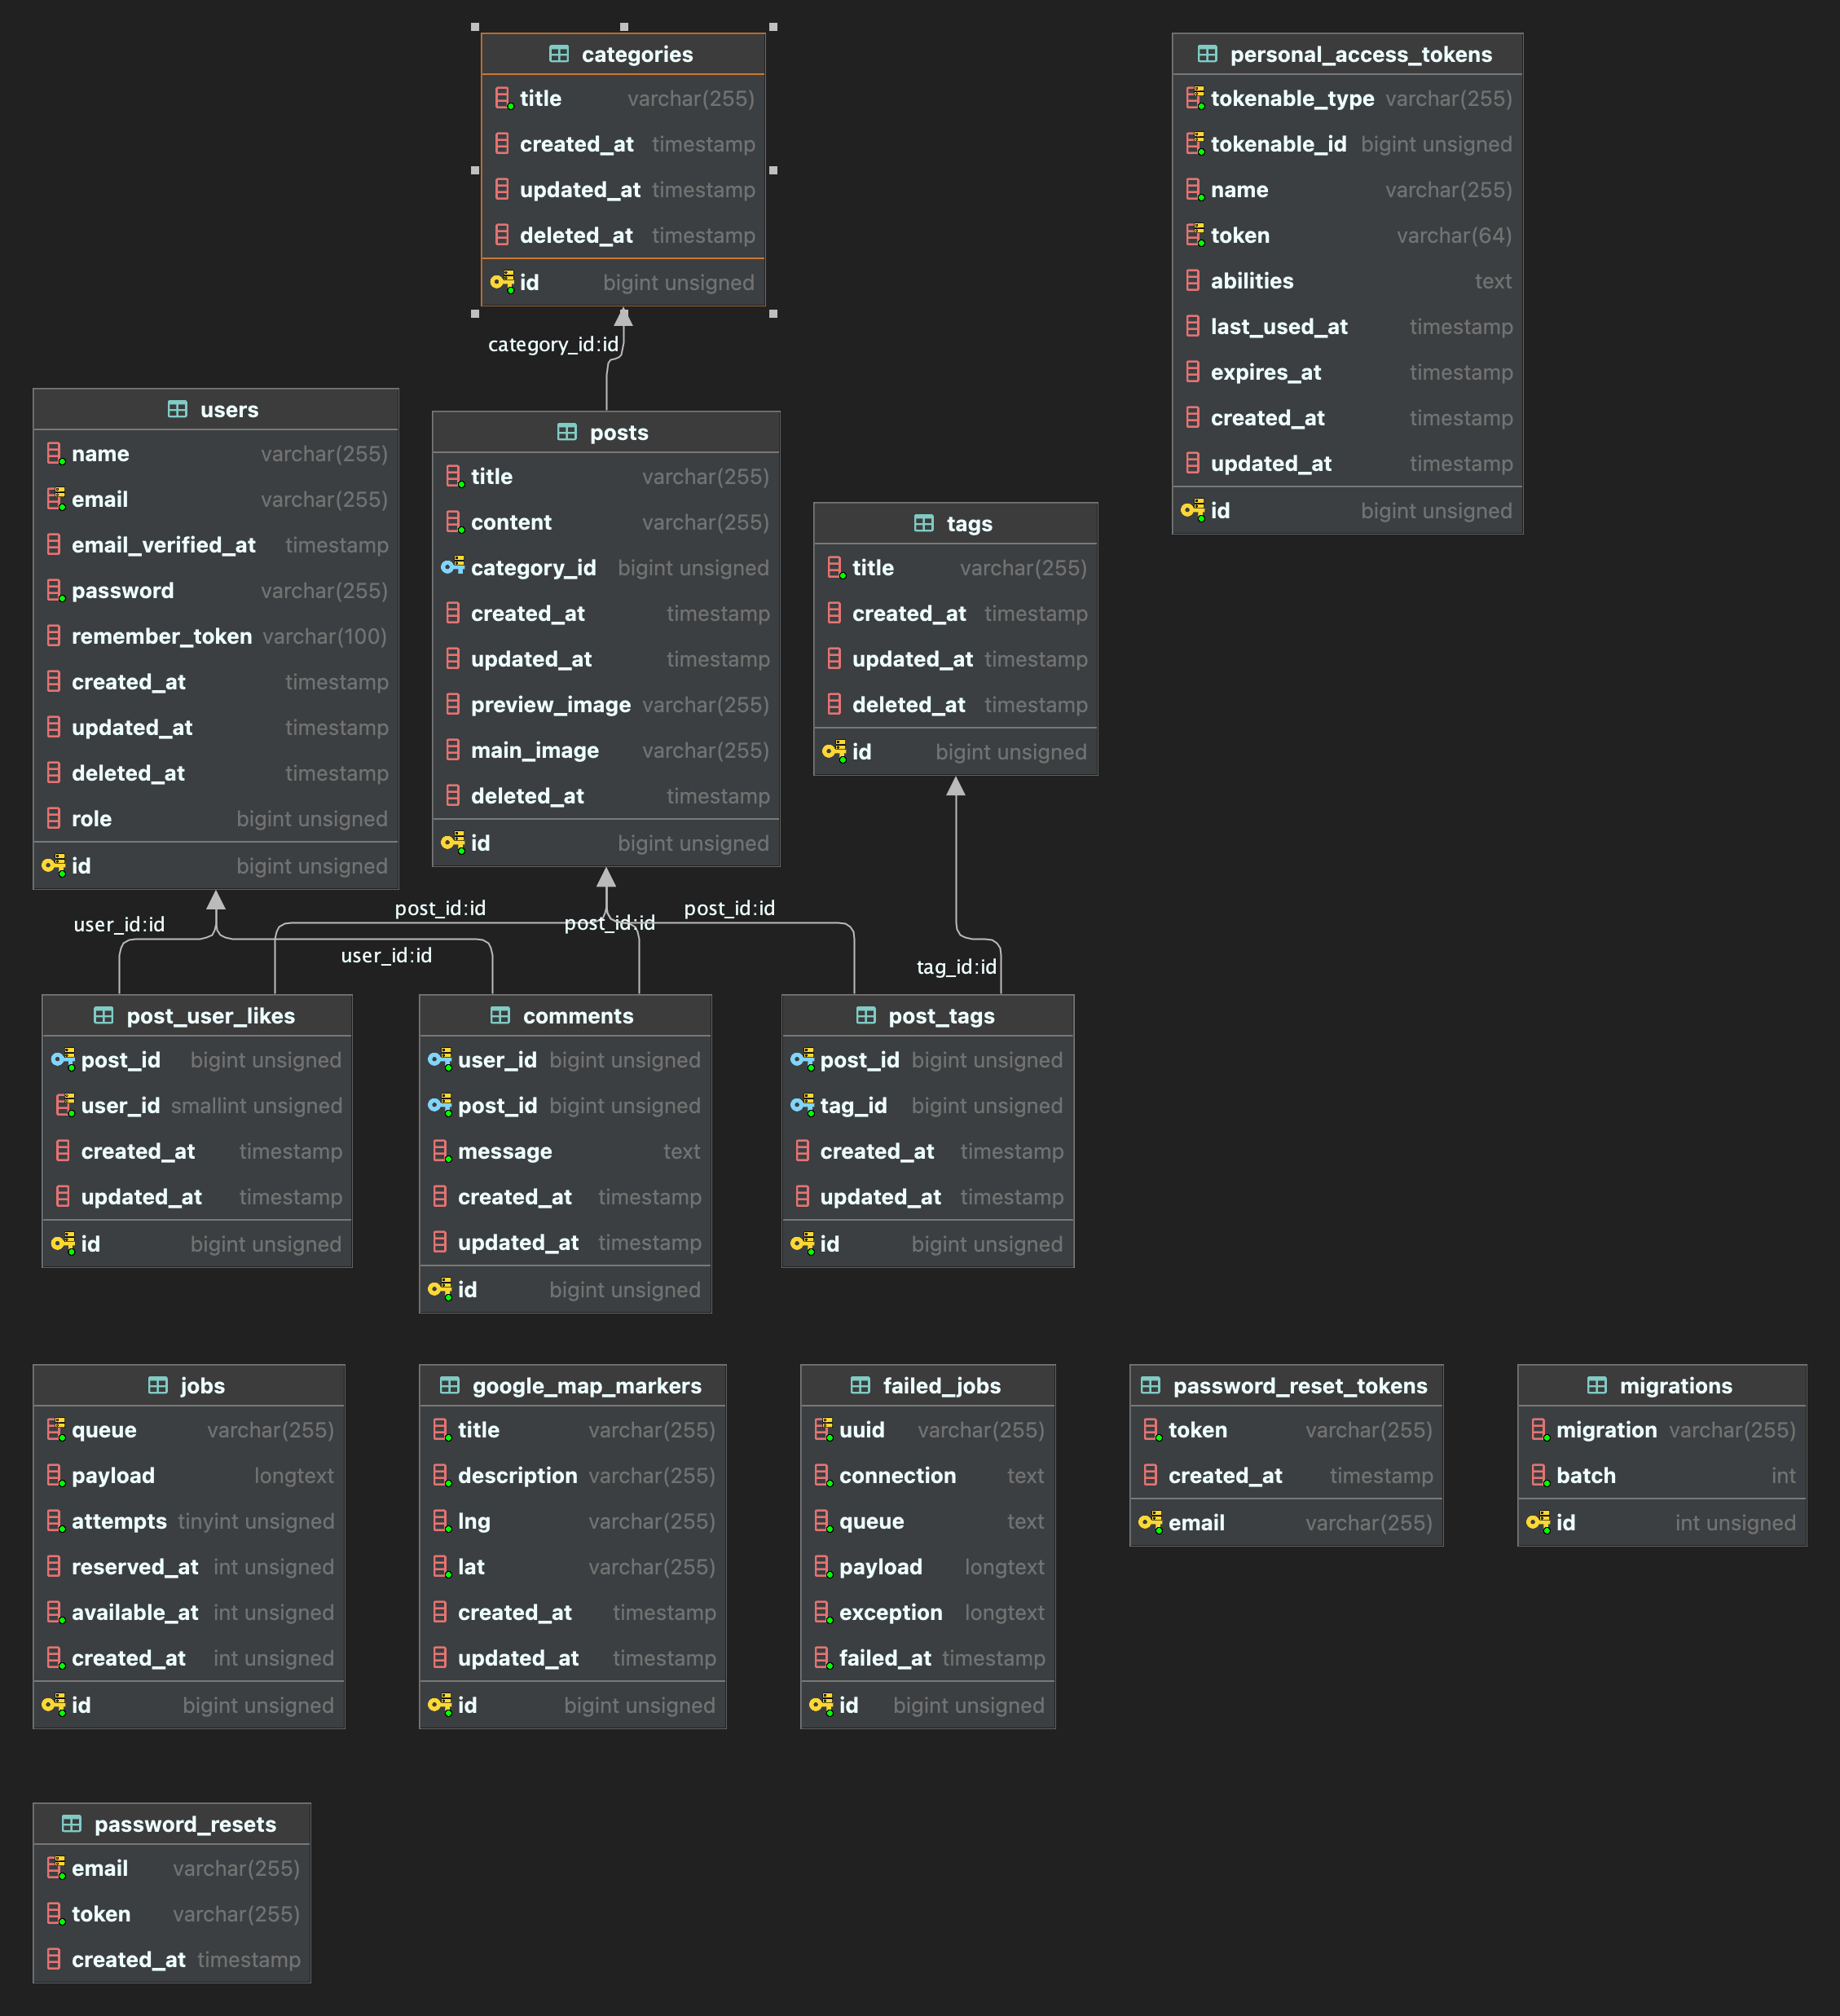 categories
title varchar(255)
created_at timestamp
updated_at timestamp
deleted_at timestamp
id bigint unsigned
personal_access_tokens
tokenable_type varchar(255)
tokenable_id bigint unsigned
name varchar(255)
token varchar(64)
abilities text
last_used_at timestamp
expires_at timestamp
created_at timestamp
updated_at timestamp
id bigint unsigned
category_id:id
users
name varchar(255)
email varchar(255)
email_verified_at timestamp
password varchar(255)
remember_token varchar(100)
created_at timestamp
updated_at timestamp
deleted_at timestamp
role bigint unsigned
id bigint unsigned
posts
title varchar(255)
content varchar(255)
category_id bigint unsigned
created_at timestamp
updated_at timestamp
preview_image varchar(255)
main_image varchar(255)
deleted_at timestamp
id bigint unsigned
tags
title varchar(255)
created_at timestamp
updated_at timestamp
deleted_at timestamp
id bigint unsigned
user_id:id
post_id:id
post_id:id
post_id:id
user_id:id
tag_id:id
post_user_likes
post_id bigint unsigned
user_id smallint unsigned
created_at timestamp
updated_at timestamp
id bigint unsigned
comments
user_id bigint unsigned
post_id bigint unsigned
message text
created_at timestamp
updated_at timestamp
id bigint unsigned
post_tags
post_id bigint unsigned
tag_id bigint unsigned
created_at timestamp
updated_at timestamp
id bigint unsigned
jobs
queue varchar(255)
payload longtext
attempts tinyint unsigned
reserved_at int unsigned
available_at int unsigned
created_at int unsigned
id bigint unsigned
google_map_markers
title varchar(255)
description varchar(255)
lng varchar(255)
lat varchar(255)
created_at timestamp
updated_at timestamp
id bigint unsigned
failed_jobs
uuid varchar(255)
connection text
queue text
payload longtext
exception longtext
failed_at timestamp
id bigint unsigned
password_reset_tokens
token varchar(255)
created_at timestamp
email varchar(255)
migrations
migration varchar(255)
batch int
id int unsigned
password_resets
email varchar(255)
token varchar(255)
created_at timestamp